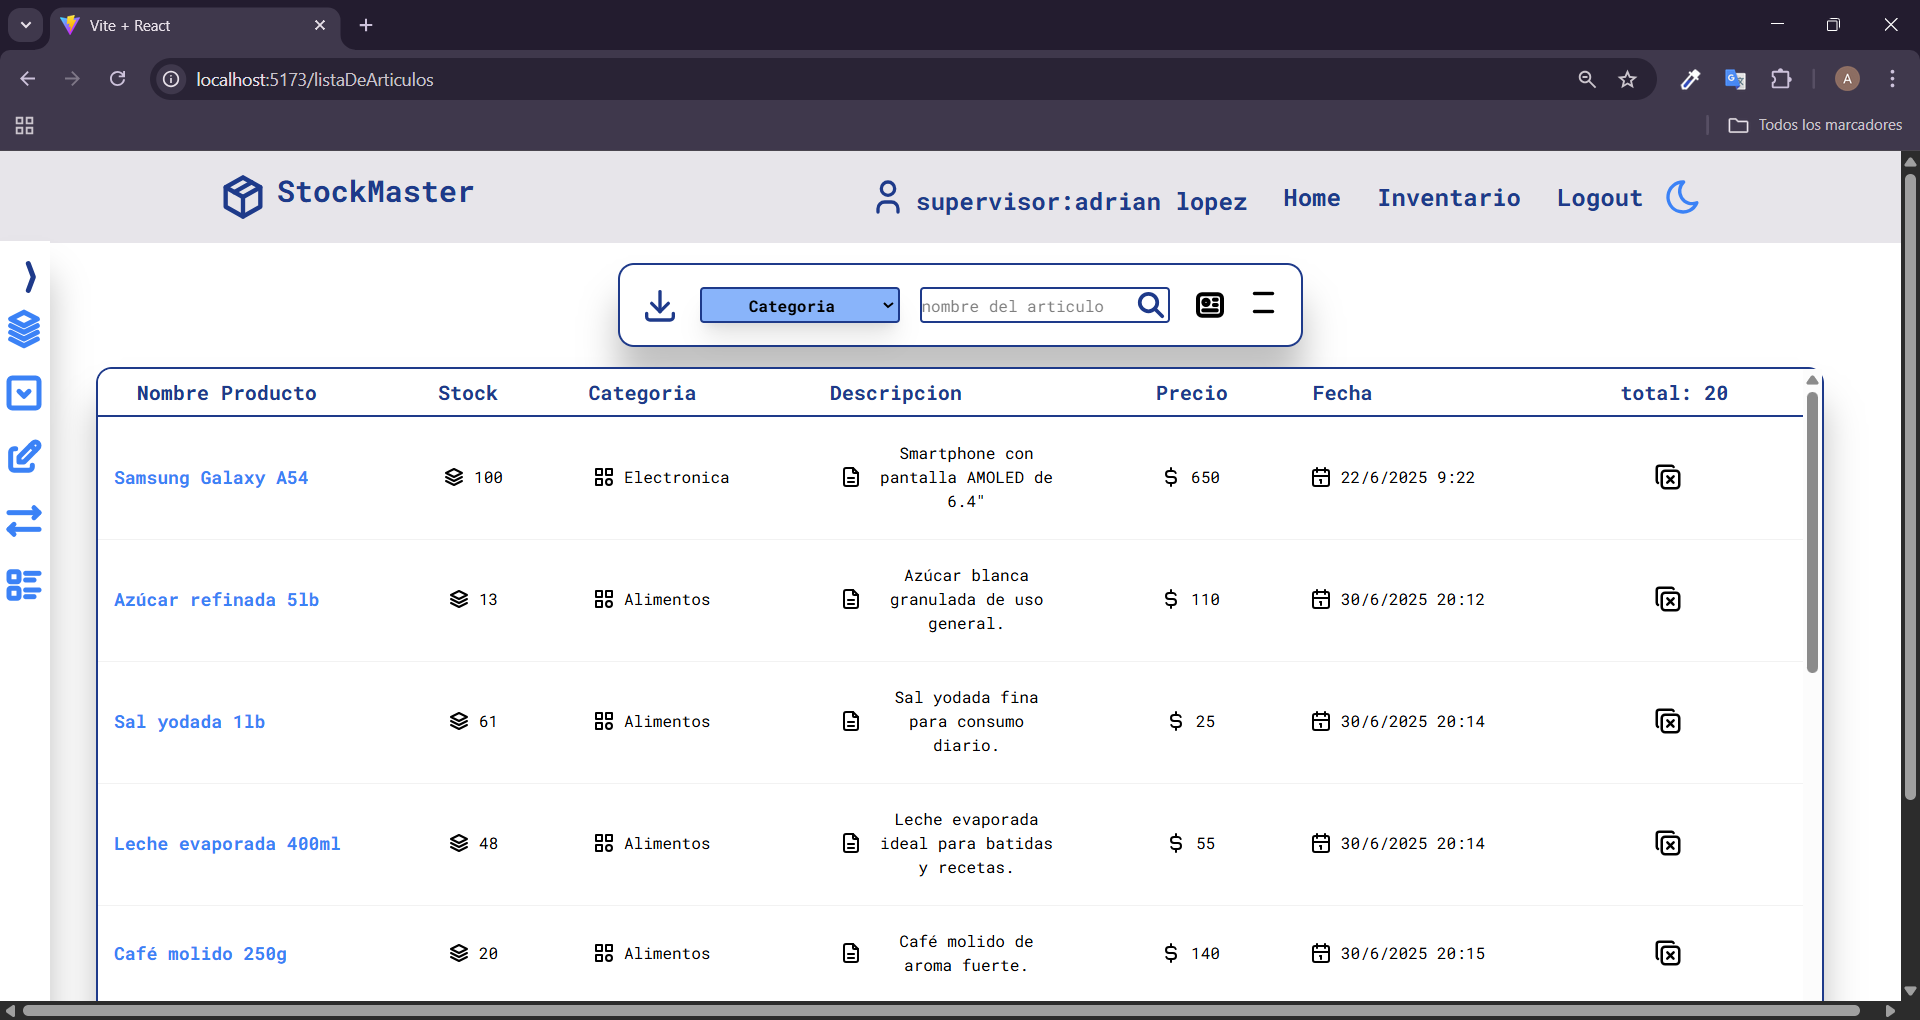 Vite + React
localhost:5173/listaDeArticulos
A
Todos los marcadores
StockMaster
supervisor:adrian lopez
Home
Inventario
Logout
Categoria
nombre del articulo
Nombre Producto
Stock
Categoria
Descripcion
Precio
Fecha
total: 20
Samsung Galaxy A54
100
Electronica
Smartphone con
pantalla AMOLED de
6.4"
$ 650
22/6/2025 9:22
Azúcar refinada 5lb
13
Alimentos
Azúcar blanca
granulada de uso
general.
$ 110
30/6/2025 20:12
Sal yodada 1lb
61
Alimentos
Sal yodada fina
para consumo
diario.
$ 25
30/6/2025 20:14
Leche evaporada 400ml
48
Alimentos
Leche evaporada
ideal para batidas
y recetas.
$ 55
30/6/2025 20:14
Café molido 250g
20
Alimentos
Café molido de
aroma fuerte.
$ 140
30/6/2025 20:15